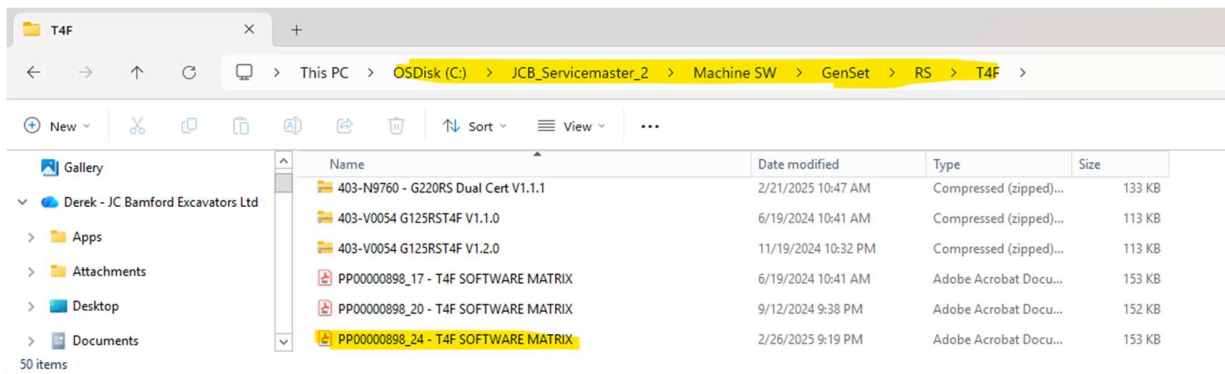 T4F
This PC > OSDisk (C:) > JCB_Servicemaster_2 > Machine SW > GenSet > RS > T4F >
New Sort View ...
Gallery
Derek - JC Bamford Excavators Ltd
Apps
Attachments
Desktop
Documents
Name Date modified Type Size
403-N9760 - G220RS Dual Cert V1.1.1 2/21/2025 10:47 AM Compressed (zipped)... 133 KB
403-V0054 G125RST4F V1.1.0 6/19/2024 10:41 AM Compressed (zipped)... 113 KB
403-V0054 G125RST4F V1.2.0 11/19/2024 10:32 PM Compressed (zipped)... 113 KB
PP00000898_17 - T4F SOFTWARE MATRIX 6/19/2024 10:41 AM Adobe Acrobat Docu... 153 KB
PP00000898_20 - T4F SOFTWARE MATRIX 9/12/2024 9:38 PM Adobe Acrobat Docu... 152 KB
PP00000898_24 - T4F SOFTWARE MATRIX 2/26/2025 9:19 PM Adobe Acrobat Docu... 153 KB
50 items